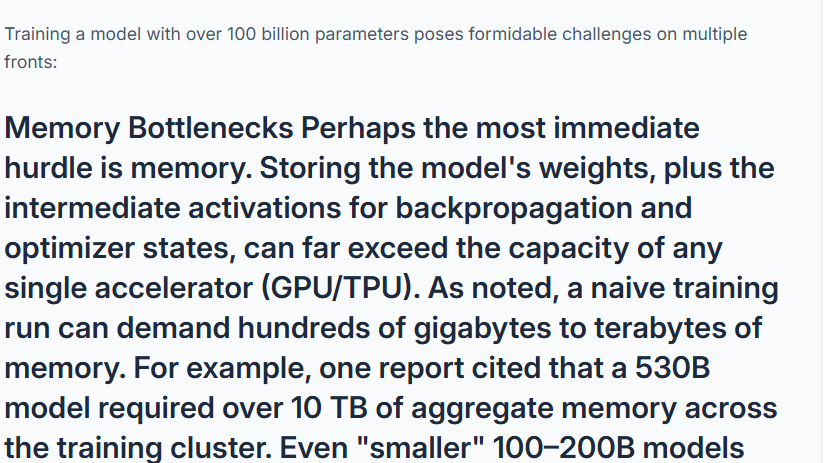 Training a model with over 100 billion parameters poses formidable challenges on multiple
fronts:
Memory Bottlenecks Perhaps the most immediate
hurdle is memory. Storing the model's weights, plus the
intermediate activations for backpropagation and
optimizer states, can far exceed the capacity of any
single accelerator (GPU/TPU). As noted, a naive training
run can demand hundreds of gigabytes to terabytes of
memory. For example, one report cited that a 530B
model required over 10 TB of aggregate memory across
the training cluster. Even "smaller" 100–200B models